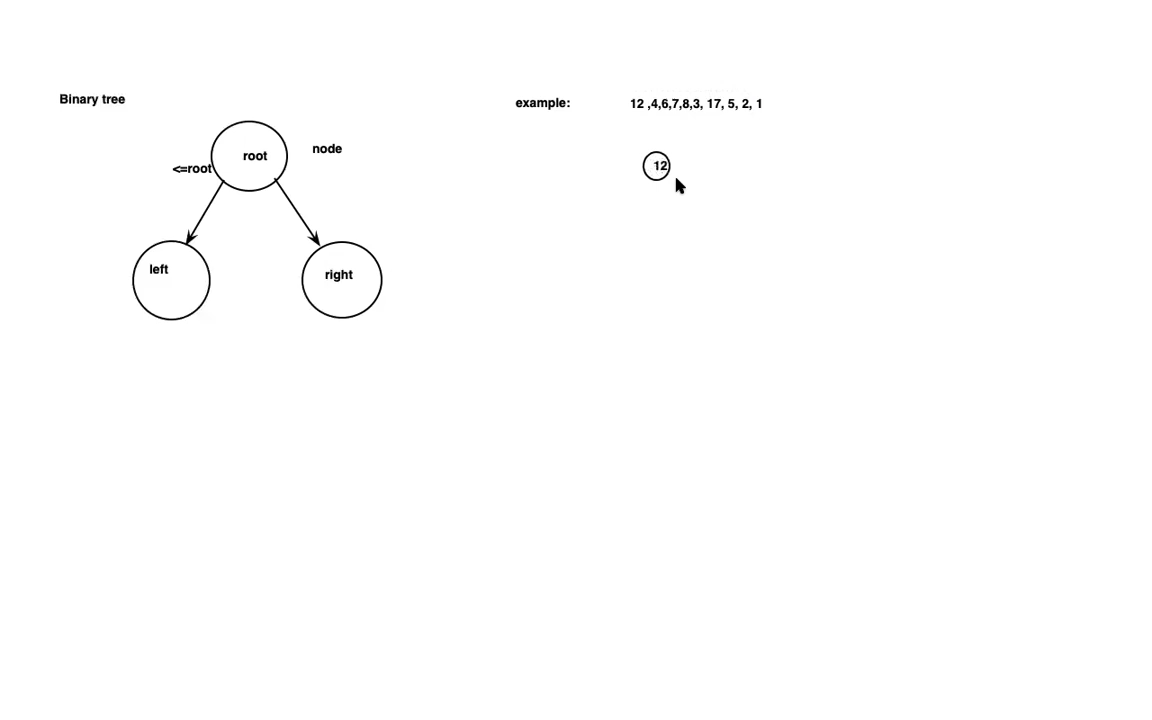 Binary tree
example: 12 ,4,6,7,8,3, 17, 5, 2, 1
root
node
<=root
12
left
right